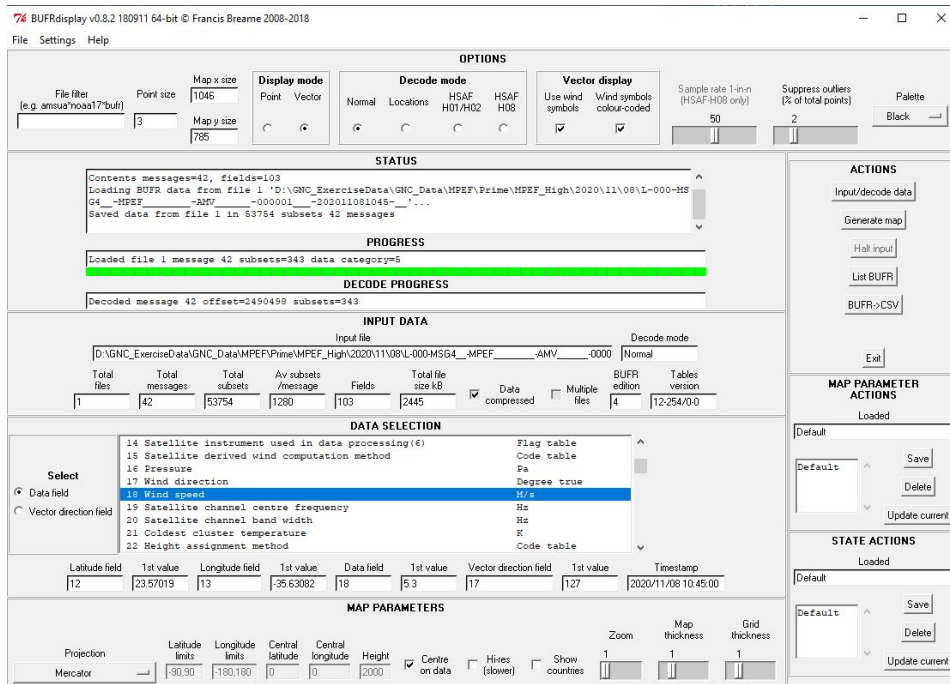 BUFRdisplay v0.8.2 180911 64-bit © Francis Breame 2008-2018
File Settings Help
OPTIONS
File filter
(e.g. amsua*noaa17*bufr)
Point size
3
Map x size
1046
Map y size
785
Display mode
Point Vector
Decode mode
Normal Locations HSAF H01/H02 HSAF H08
Vector display
Use wind symbols Wind symbols colour-coded
Sample rate 1-in-n
(HSAF-H08 only)
50
Suppress outliers
(% of total points)
2
Palette
Black
STATUS
Contents messages=42, fields=103
Loading BUFR data from file 1 'D:\GNC_ExerciseData\GNC_Data\MPEF\Prime\MPEF_High\2020\11\08\L-000-MS
G4__-MPEF________-AMV______-000001___-202011081045-__'...
Saved data from file 1 in 53754 subsets 42 messages
PROGRESS
Loaded file 1 message 42 subsets=343 data category=5
DECODE PROGRESS
Decoded message 42 offset=2490498 subsets=343
INPUT DATA
Input file
D:\GNC_ExerciseData\GNC_Data\MPEF\Prime\MPEF_High\2020\11\08\L-000-MSG4__-MPEF________-AMV______-0000
Decode mode
Normal
Total files
1
Total messages
42
Total subsets
53754
Av subsets /message
1280
Fields
103
Total file size kB
2445
Data compressed
Multiple files
BUFR edition
4
Tables version
12-254/0-0
DATA SELECTION
Select
Data field
Vector direction field
14 Satellite instrument used in data processing(6) Flag table
15 Satellite derived wind computation method Code table
16 Pressure Pa
17 Wind direction Degree true
18 Wind speed M/s
19 Satellite channel centre frequency Hz
20 Satellite channel band width Hz
21 Coldest cluster temperature K
22 Height assignment method Code table
Latitude field
12
1st value
23.57019
Longitude field
13
1st value
-35.63082
Data field
18
1st value
5.3
Vector direction field
17
1st value
127
Timestamp
2020/11/08 10:45:00
MAP PARAMETERS
Projection
Mercator
Latitude limits
-90,90
Longitude limits
-180,180
Central latitude
0
Central longitude
0
Height
2000
Centre on data
Hi-res (slower)
Show countries
Zoom
1
Map thickness
1
Grid thickness
1
ACTIONS
Input/decode data
Generate map
Halt input
List BUFR
BUFR->CSV
Exit
MAP PARAMETER ACTIONS
Loaded
Default
Default
Save
Delete
Update current
STATE ACTIONS
Loaded
Default
Default
Save
Delete
Update current